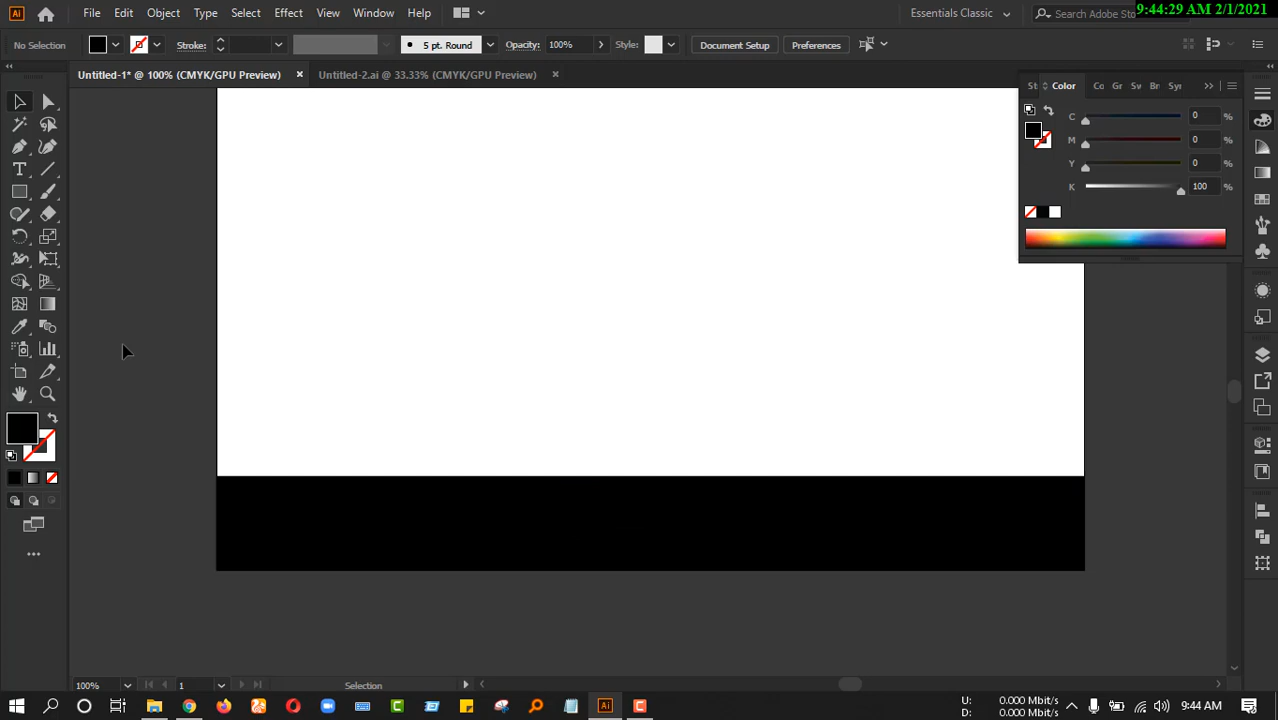 Ai File Edit Object Type Select Effect View Window Help Essentials Classic Search Adobe Sto 9:44:29 AM 2/1/2021
No Selection Stroke: 5 pt. Round Opacity: 100% Style: Document Setup Preferences
Untitled-1* @ 100% (CMYK/GPU Preview) × Untitled-2.ai @ 33.33% (CMYK/GPU Preview) ×
St Color Co Gr Sw Br Syr
C 0 %
M 0 %
Y 0 %
K 100 %
T
100% 1 Selection
Ai U: 0.000 Mbit/s
D: 0.000 Mbit/s
9:44 AM